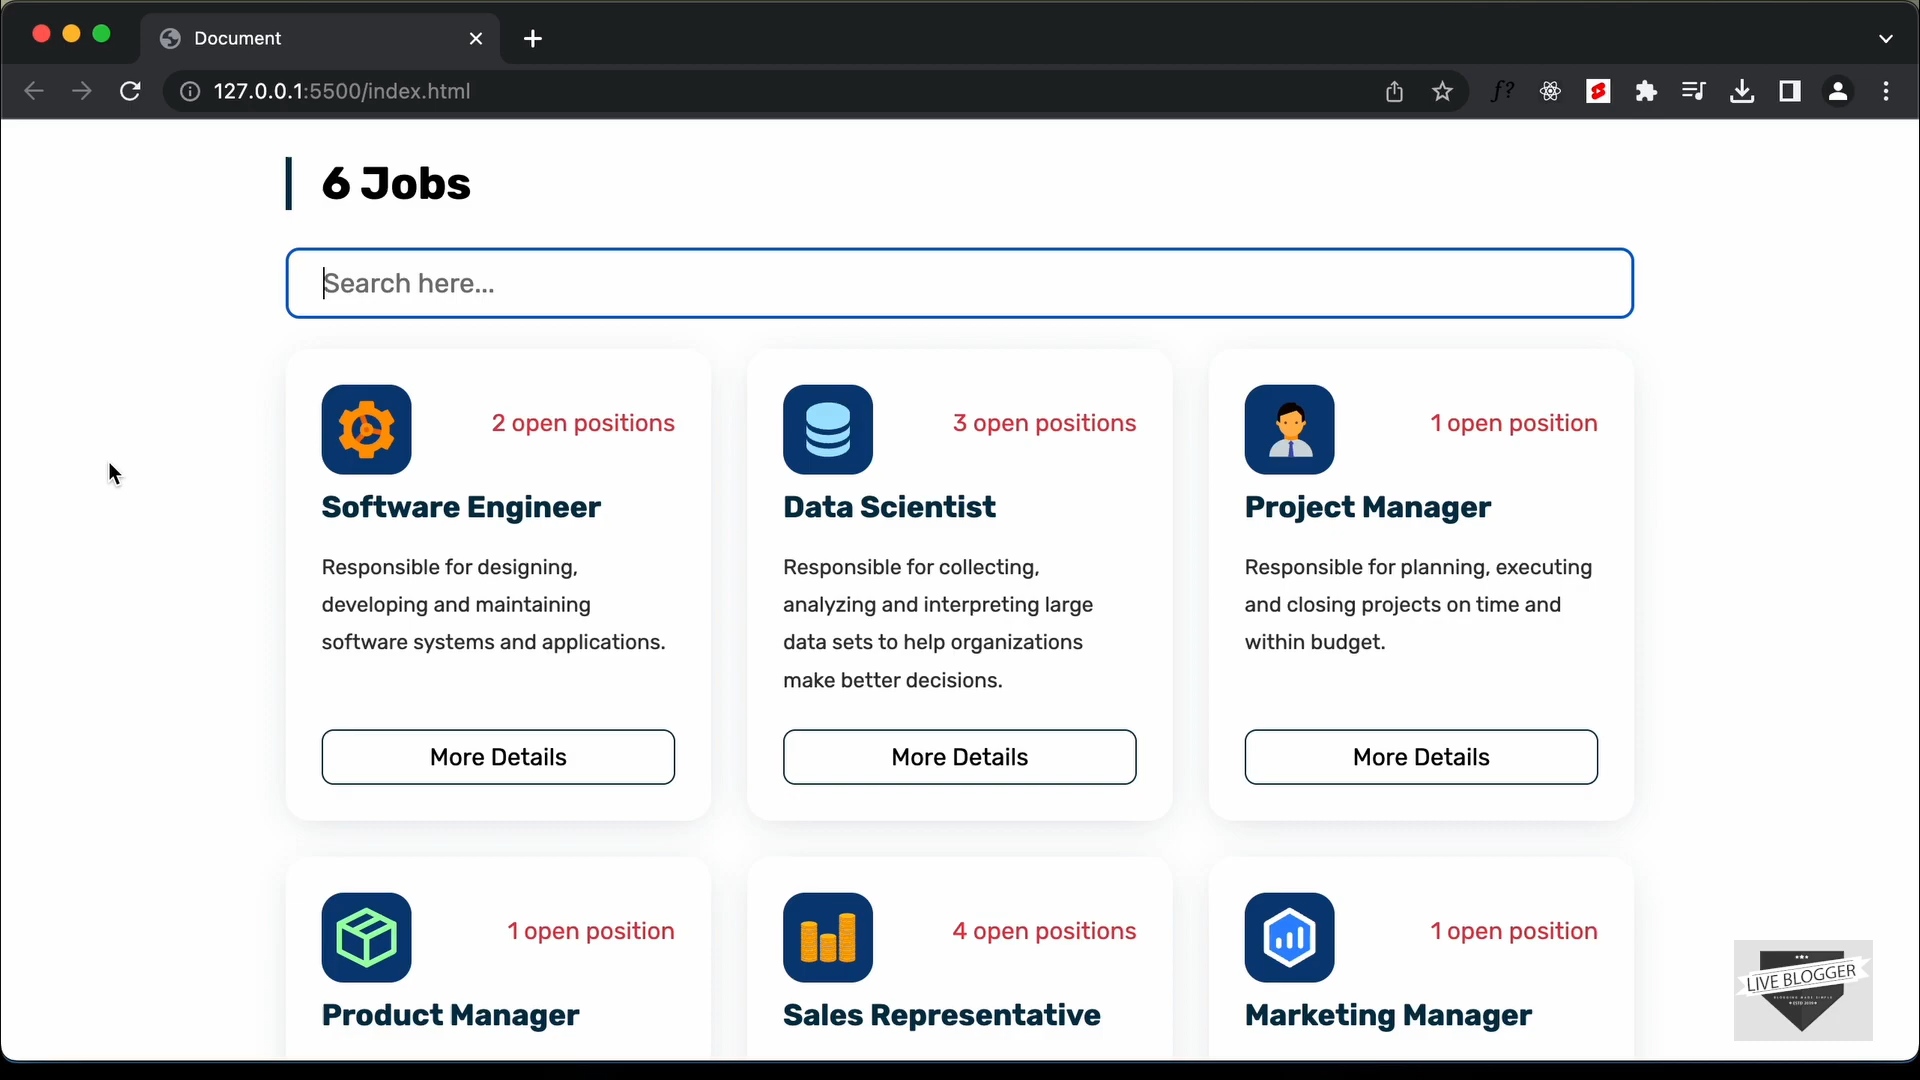 Document
127.0.0.1:5500/index.html
6 Jobs
Search here...
2 open positions
Software Engineer
Responsible for designing,
developing and maintaining
software systems and applications.
More Details
3 open positions
Data Scientist
Responsible for collecting,
analyzing and interpreting large
data sets to help organizations
make better decisions.
More Details
1 open position
Project Manager
Responsible for planning, executing
and closing projects on time and
within budget.
More Details
1 open position
Product Manager
4 open positions
Sales Representative
1 open position
Marketing Manager
LIVE BLOGGER